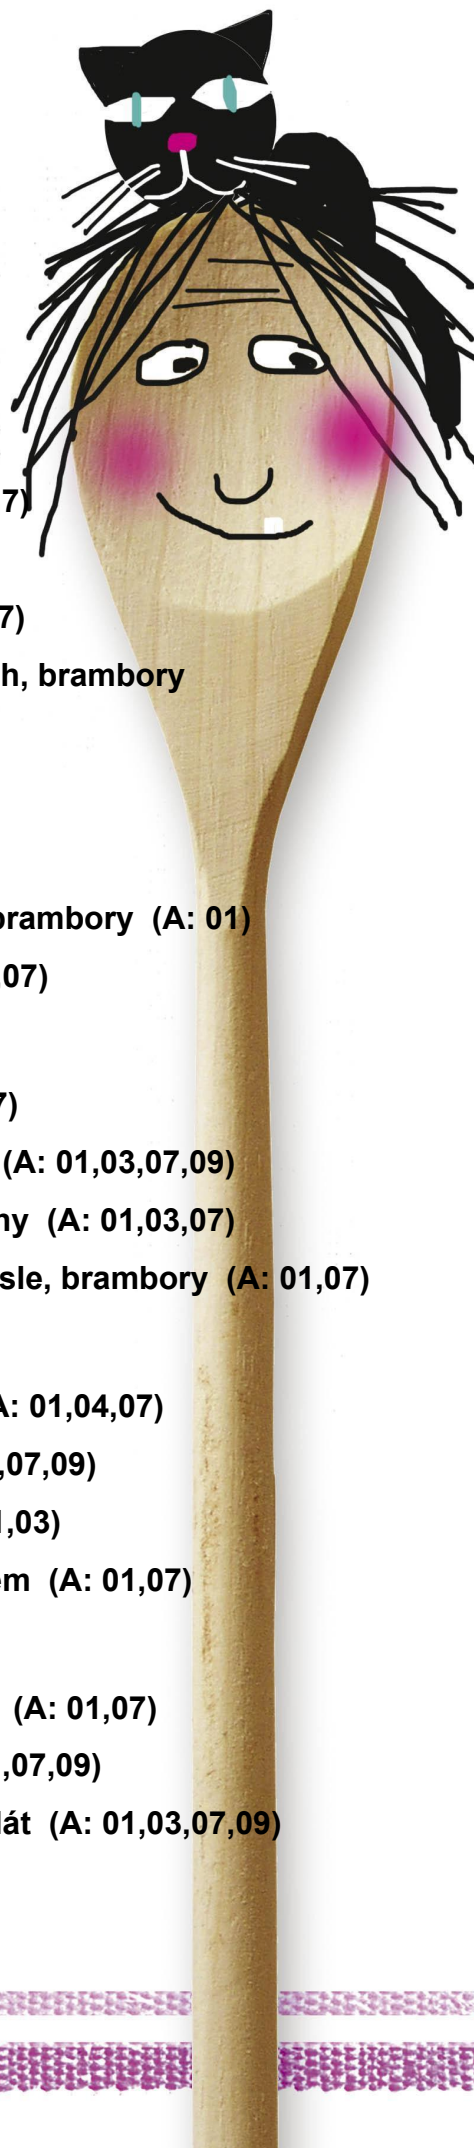 7)
7)
h, brambory
brambory (A: 01)
07)
7)
(A: 01,03,07,09)
ny (A: 01,03,07)
sle, brambory (A: 01,07)
A: 01,04,07)
,07,09)
1,03)
em (A: 01,07)
(A: 01,07)
,07,09)
lát (A: 01,03,07,09)